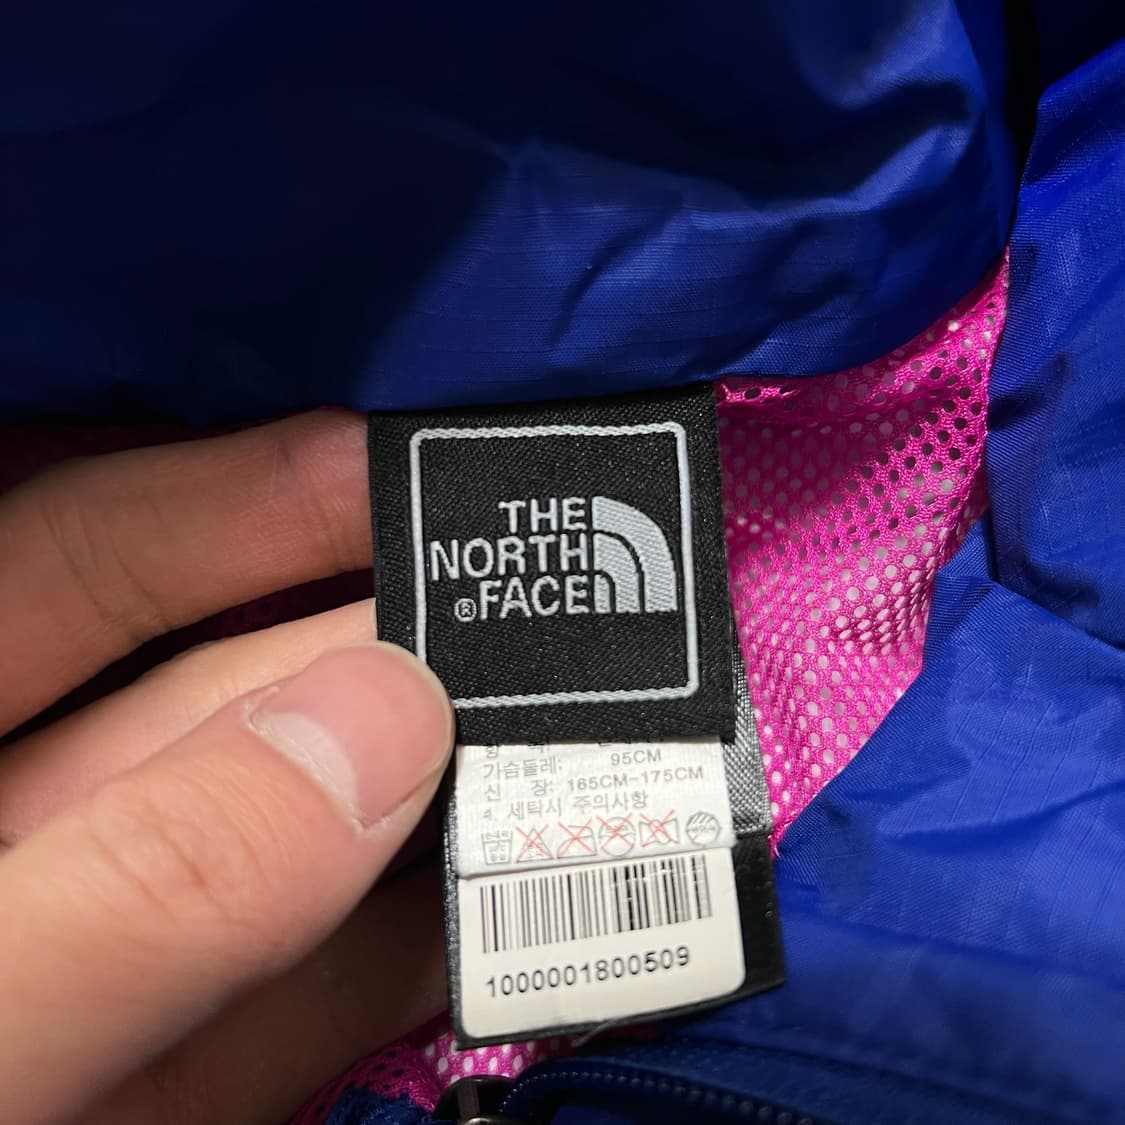 THE
NORTH
®FACE
가슴둘레: 95CM
신 장: 165CM-175CM
4. 세탁시 주의사항
1000001800509